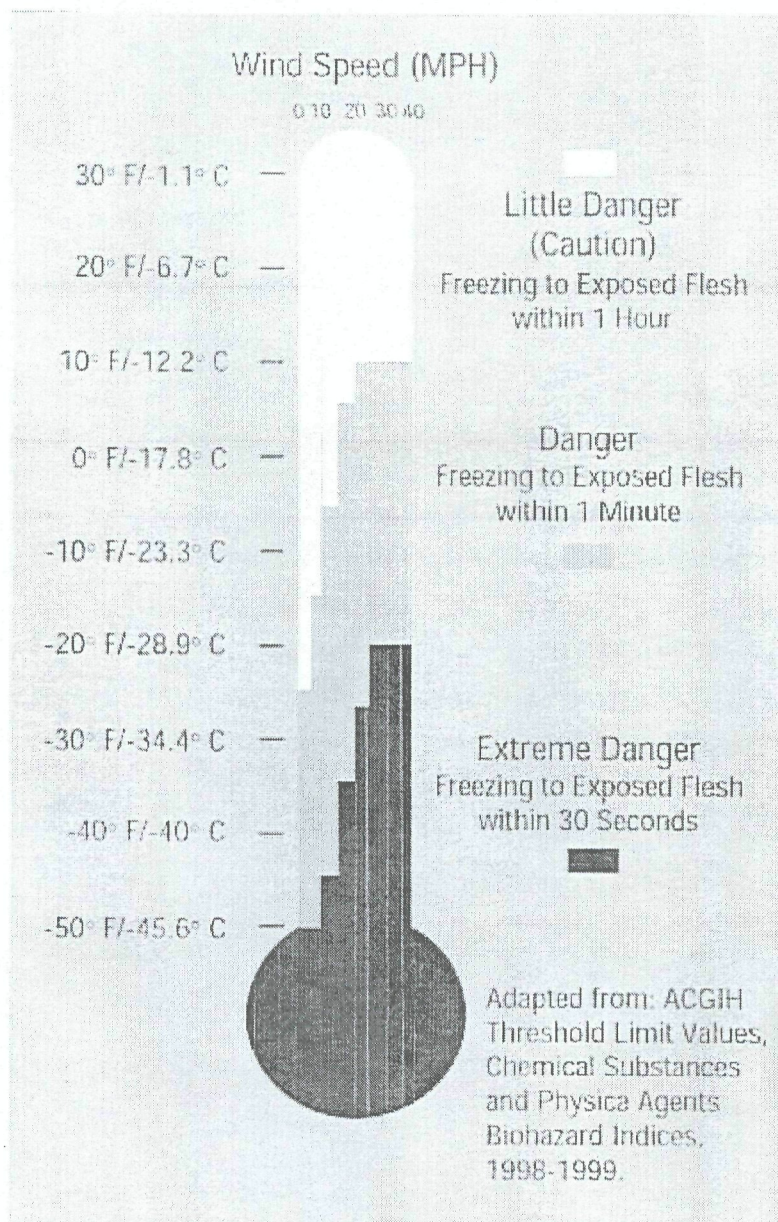 Wind Speed (MPH)
0 10 20 30 40
30° F/-1.1° C
20° F/-6.7° C
10° F/-12.2° C
0° F/-17.8° C
-10° F/-23.3° C
-20° F/-28.9° C
-30° F/-34.4° C
-40° F/-40° C
-50° F/-45.6° C
Little Danger
(Caution)
Freezing to Exposed Flesh
within 1 Hour
Danger
Freezing to Exposed Flesh
within 1 Minute
Extreme Danger
Freezing to Exposed Flesh
within 30 Seconds
Adapted from: ACGIH
Threshold Limit Values,
Chemical Substances
and Physica Agents
Biohazard Indices,
1998-1999.